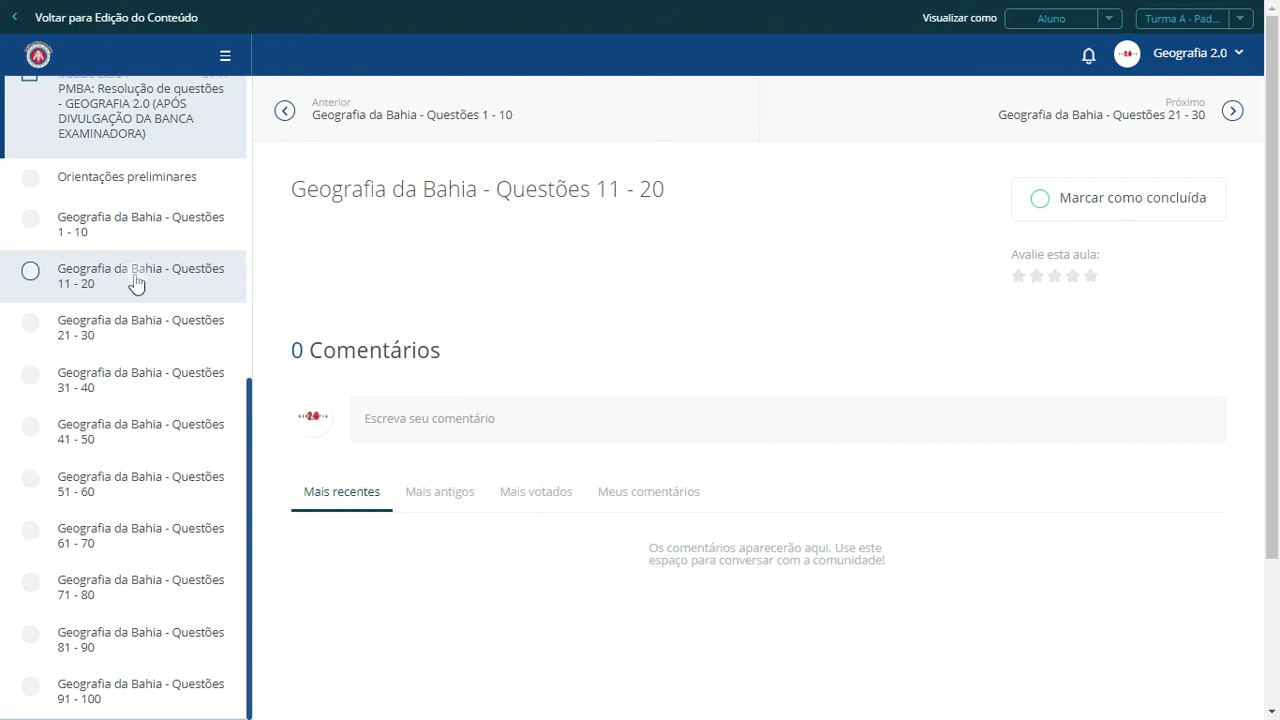 Voltar para Edição do Conteúdo
Visualizar como
Aluno
Turma A - Pad...
Geografia 2.0
PMBA: Resolução de questões
- GEOGRAFIA 2.0 (APÓS
DIVULGAÇÃO DA BANCA
EXAMINADORA)
Orientações preliminares
Geografia da Bahia - Questões
1 - 10
Geografia da Bahia - Questões
11 - 20
Geografia da Bahia - Questões
21 - 30
Geografia da Bahia - Questões
31 - 40
Geografia da Bahia - Questões
41 - 50
Geografia da Bahia - Questões
51 - 60
Geografia da Bahia - Questões
61 - 70
Geografia da Bahia - Questões
71 - 80
Geografia da Bahia - Questões
81 - 90
Geografia da Bahia - Questões
91 - 100
Anterior
Geografia da Bahia - Questões 1 - 10
Próximo
Geografia da Bahia - Questões 21 - 30
Geografia da Bahia - Questões 11 - 20
Marcar como concluída
Avalie esta aula:
0 Comentários
Escreva seu comentário
Mais recentes
Mais antigos
Mais votados
Meus comentários
Os comentários aparecerão aqui. Use este
espaço para conversar com a comunidade!